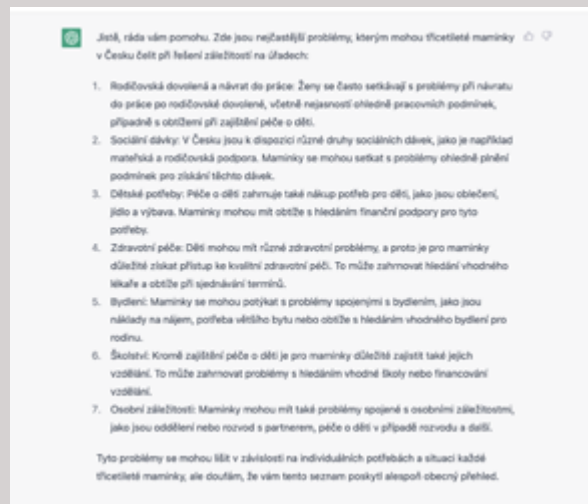 Jistě, ráda vám pomohu. Zde jsou nejčastější problémy, kterým mohou třicetileté maminky
v Česku čelit při řešení záležitostí na úřadech:
1. Rodičovská dovolená a návrat do práce: Ženy se často setkávají s problémy při návratu
do práce po rodičovské dovolené, včetně nejasností ohledně pracovních podmínek,
případně s obtížemi při zajištění péče o děti.
2. Sociální dávky: V Česku jsou k dispozici různé druhy sociálních dávek, jako je například
mateřská a rodičovská podpora. Maminky se mohou setkat s problémy ohledně plnění
podmínek pro získání těchto dávek.
3. Dětské potřeby: Péče o děti zahrnuje také nákup potřeb pro děti, jako jsou oblečení,
jídlo a výbava. Maminky mohou mít obtíže s hledáním finanční podpory pro tyto
potřeby.
4. Zdravotní péče: Děti mohou mít různé zdravotní problémy, a proto je pro maminky
důležité získat přístup ke kvalitní zdravotní péči. To může zahrnovat hledání vhodného
lékaře a obtíže při sjednávání termínů.
5. Bydlení: Maminky se mohou potýkat s problémy spojenými s bydlením, jako jsou
náklady na nájem, potřeba většího bytu nebo obtíže s hledáním vhodného bydlení pro
rodinu.
6. Školství: Kromě zajištění péče o děti je pro maminky důležité zajistit také jejich
vzdělání. To může zahrnovat problémy s hledáním vhodné školy nebo financování
vzdělání.
7. Osobní záležitosti: Maminky mohou mít také problémy spojené s osobními záležitostmi,
jako jsou oddělení nebo rozvod s partnerem, péče o děti v případě rozvodu a další.
Tyto problémy se mohou lišit v závislosti na individuálních potřebách a situaci každé
třicetileté maminky, ale doufám, že vám tento seznam poskytl alespoň obecný přehled.